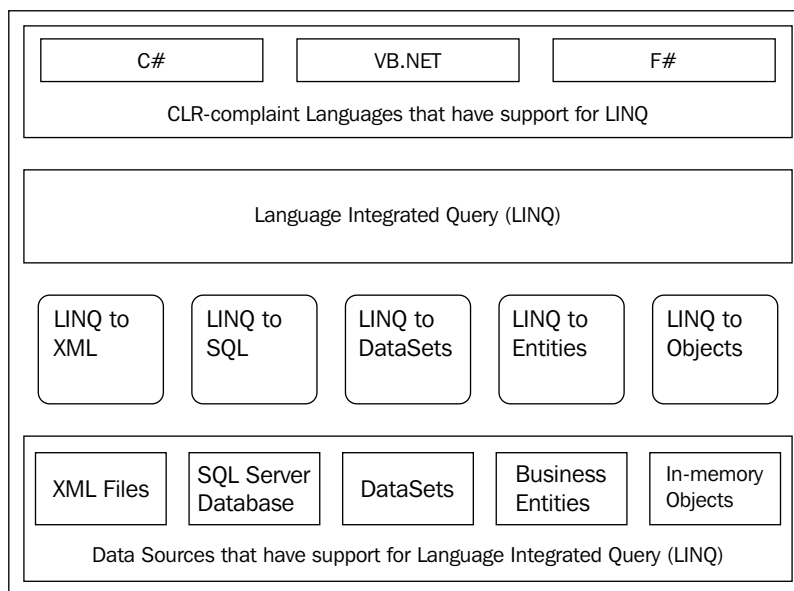 C#
VB.NET
F#
CLR-complaint Languages that have support for LINQ
Language Integrated Query (LINQ)
LINQ to
XML
LINQ to
SQL
LINQ to
DataSets
LINQ to
Entities
LINQ to
Objects
XML Files
SQL Server
Database
DataSets
Business
Entities
In-memory
Objects
Data Sources that have support for Language Integrated Query (LINQ)